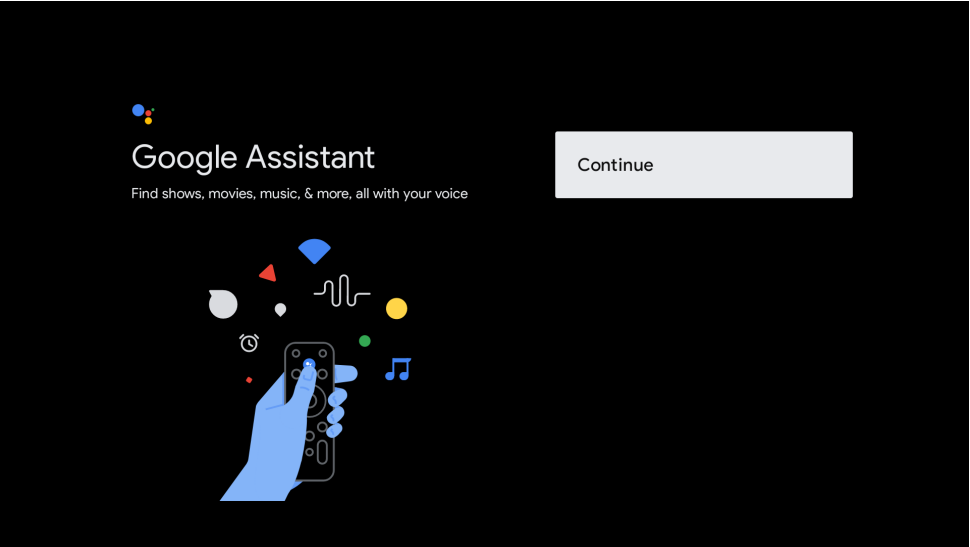 Google Assistant
Find shows, movies, music, & more, all with your voice
Continue